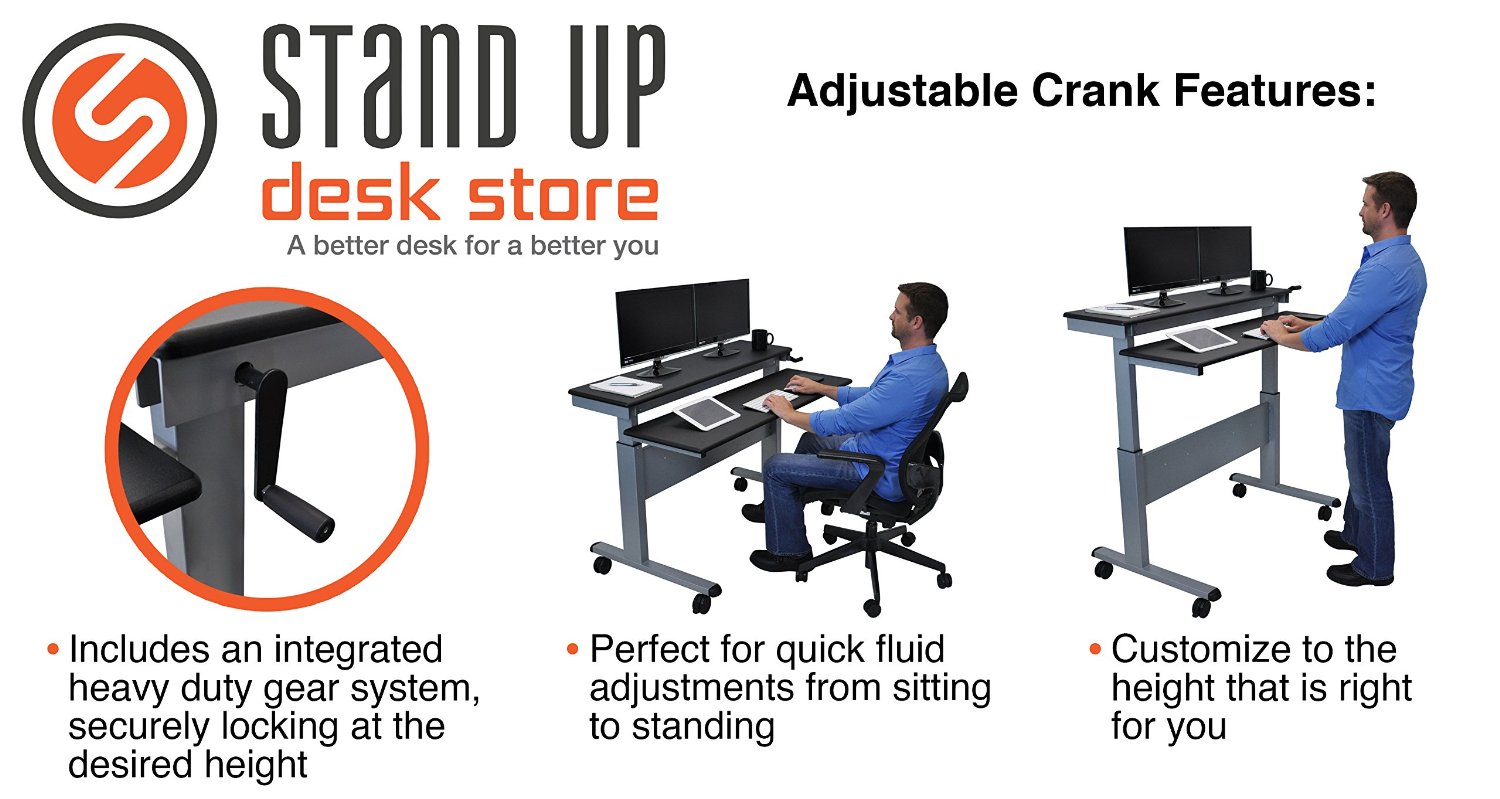 STanD UP
desk store
A better desk for a better you
Adjustable Crank Features:
• Includes an integrated
heavy duty gear system,
securely locking at the
desired height
• Perfect for quick fluid
adjustments from sitting
to standing
• Customize to the
height that is right
for you